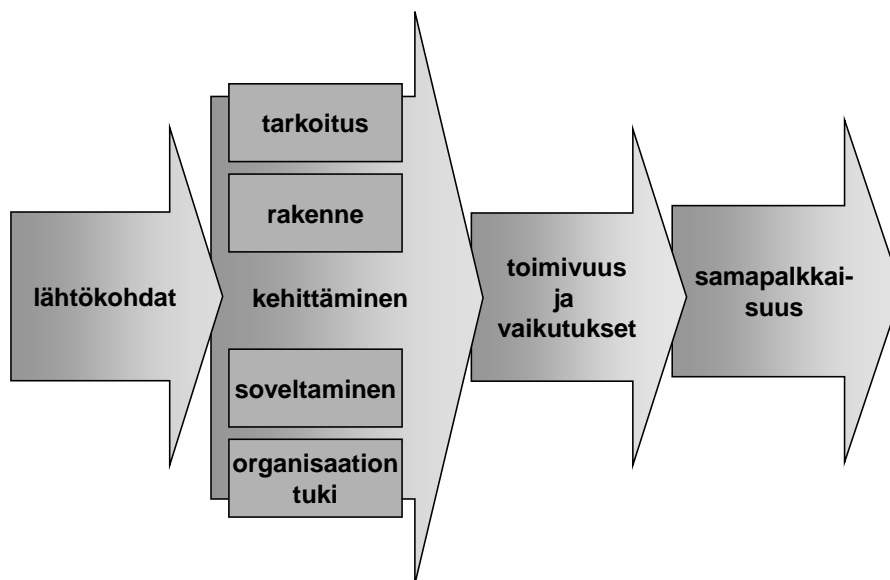 lähtökohdat
tarkoitus
rakenne
kehittäminen
soveltaminen
organisaation
tuki
toimivuus
ja
vaikutukset
samapalkkai-
suus